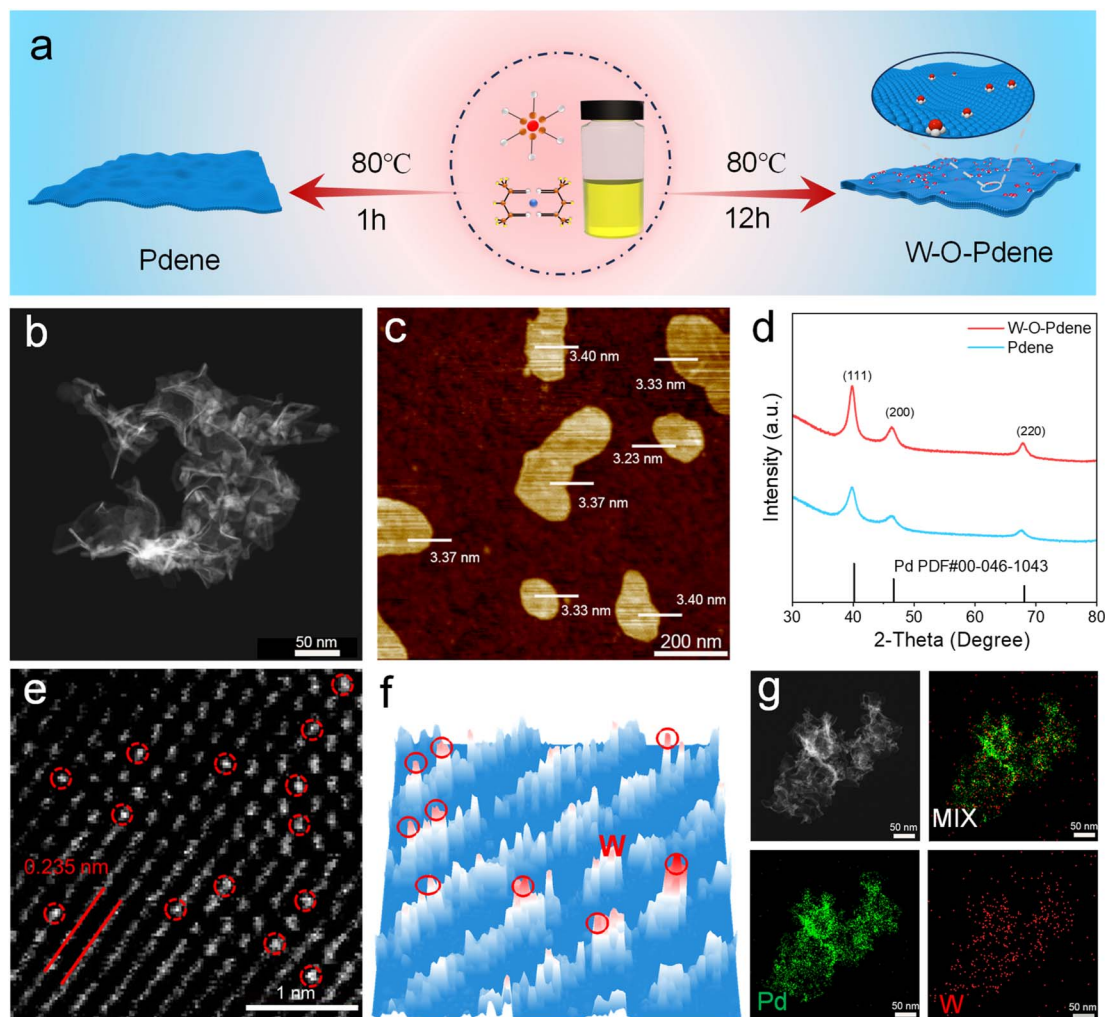 a
80℃
1h
Pdene
80℃
12h
W-O-Pdene
b
50 nm
c
3.40 nm
3.33 nm
3.23 nm
3.37 nm
3.37 nm
3.33 nm
3.40 nm
200 nm
d
W-O-Pdene
Pdene
(111)
(200)
(220)
Pd PDF#00-046-1043
Intensity (a.u.)
30 40 50 60 70 80
2-Theta (Degree)
e
0.235 nm
1 nm
f
W
g
50 nm
MIX
50 nm
Pd
50 nm
W
50 nm